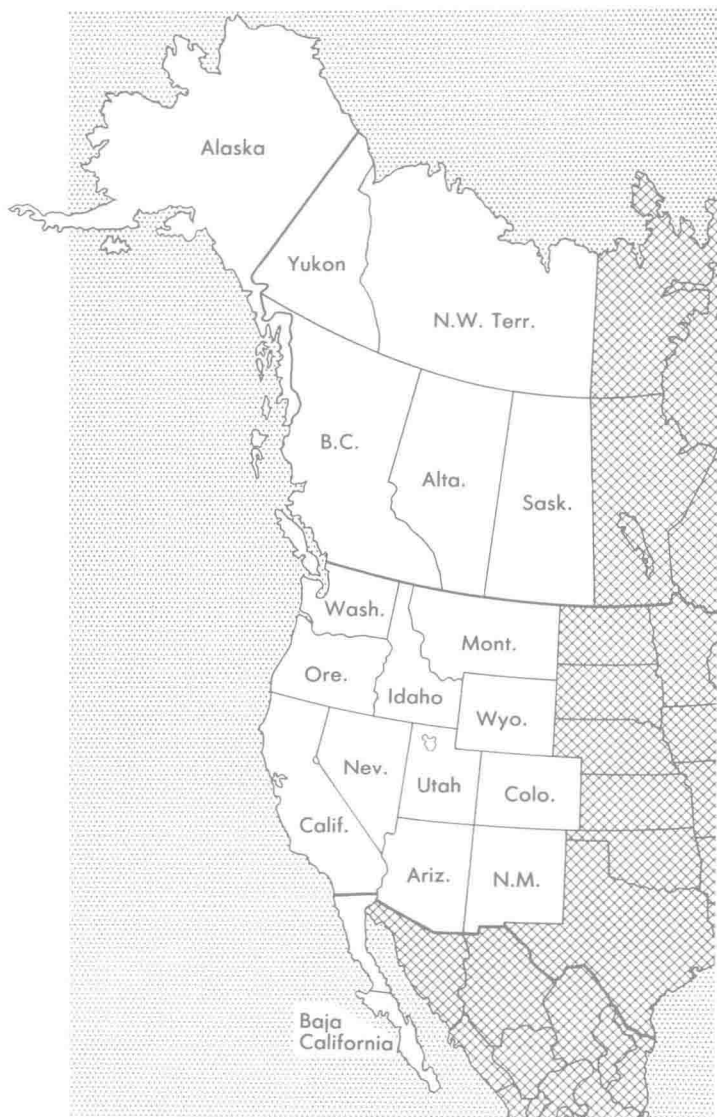 Alaska
Yukon
N.W. Terr.
B.C.
Alta.
Sask.
Wash.
Mont.
Ore.
Idaho
Wyo.
Nev.
Utah
Colo.
Calif.
Ariz.
N.M.
Baja
California